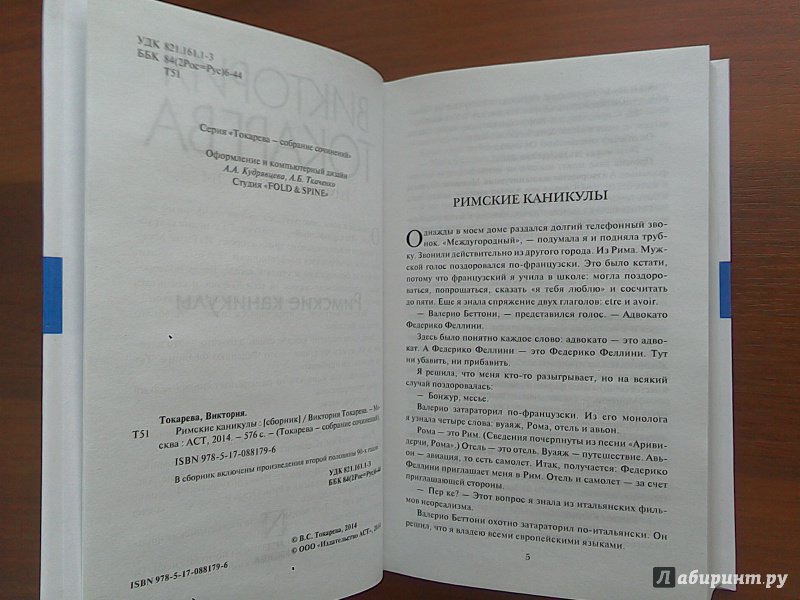 УДК 821.161.1-3
ББК 84(2Рос=Рус)6-44
Т51
Серия «Токарева – собрание сочинений»
Оформление и компьютерный дизайн
А.А. Кудрявцева, А.Б. Ткаченко
Студия «FOLD & SPINE»
Токарева, Виктория.
Т51 Римские каникулы : [сборник] / Виктория Токарева. – Мо-
сква : АСТ, 2014. – 576 с. – (Токарева – собрание сочинений).
ISBN 978-5-17-088179-6
В сборник включены произведения второй половины 90-х годов
УДК 821.161.1-3
ББК 84(2Рос=Рус)6-44
© В.С. Токарева, 2014
ISBN 978-5-17-088179-6 © ООО «Издательство АСТ», 2014
РИМСКИЕ КАНИКУЛЫ
Однажды в моем доме раздался долгий телефонный зво-
нок. «Междугородный», — подумала я и подняла труб-
ку. Звонили действительно из другого города. Из Рима. Муж-
ской голос поздоровался по-французски. Это было кстати,
потому что французский я учила в школе: могла поздоро-
ваться, попрощаться, сказать «я тебя люблю» и сосчитать
до пяти. Еще я знала спряжение двух глаголов: etre и avoir.
— Валерио Беттони, — представился голос. — Адвокато
Федерико Феллини.
Здесь было понятно каждое слово: адвокато — это адво-
кат. А Федерико Феллини — это Федерико Феллини. Тут
ни убавить, ни прибавить.
Я решила, что меня кто-то разыгрывает, но на всякий
случай поздоровалась:
— Бонжур, месье.
Валерио затараторил по-французски. Из его монолога
я узнала четыре слова: вуаяж, Рома, отель и авьон.
Рома — это Рим. (Сведения почерпнуты из песни «Ариви-
дерчи, Рома».) Отель — это отель. Вуаяж — путешествие. Авь-
он — авиация, то есть самолет. Итак, получается: Федерико
Феллини приглашает меня в Рим. Отель и самолет — за счет
приглашающей стороны.
— Пер ке? — Этот вопрос я знала из итальянских филь-
мов неореализма.
Валерио Беттони охотно затараторил по-итальянски. Он
решил, что я владею всеми европейскими языками.
5
Лабиринт.ру